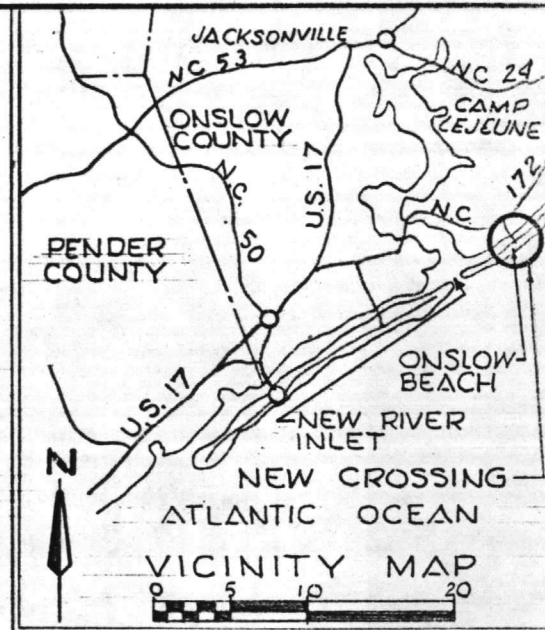 JACKSONVILLE
N C 53
N C 24
ONSLOW
COUNTY
CAMP
LEJEUNE
U.S. 17
172
N.C.
N.C.
50
PENDER
COUNTY
ONSLOW
BEACH
U.S. 17
NEW RIVER
INLET
N
NEW CROSSING
ATLANTIC OCEAN
VICINITY MAP
0 5 10 20